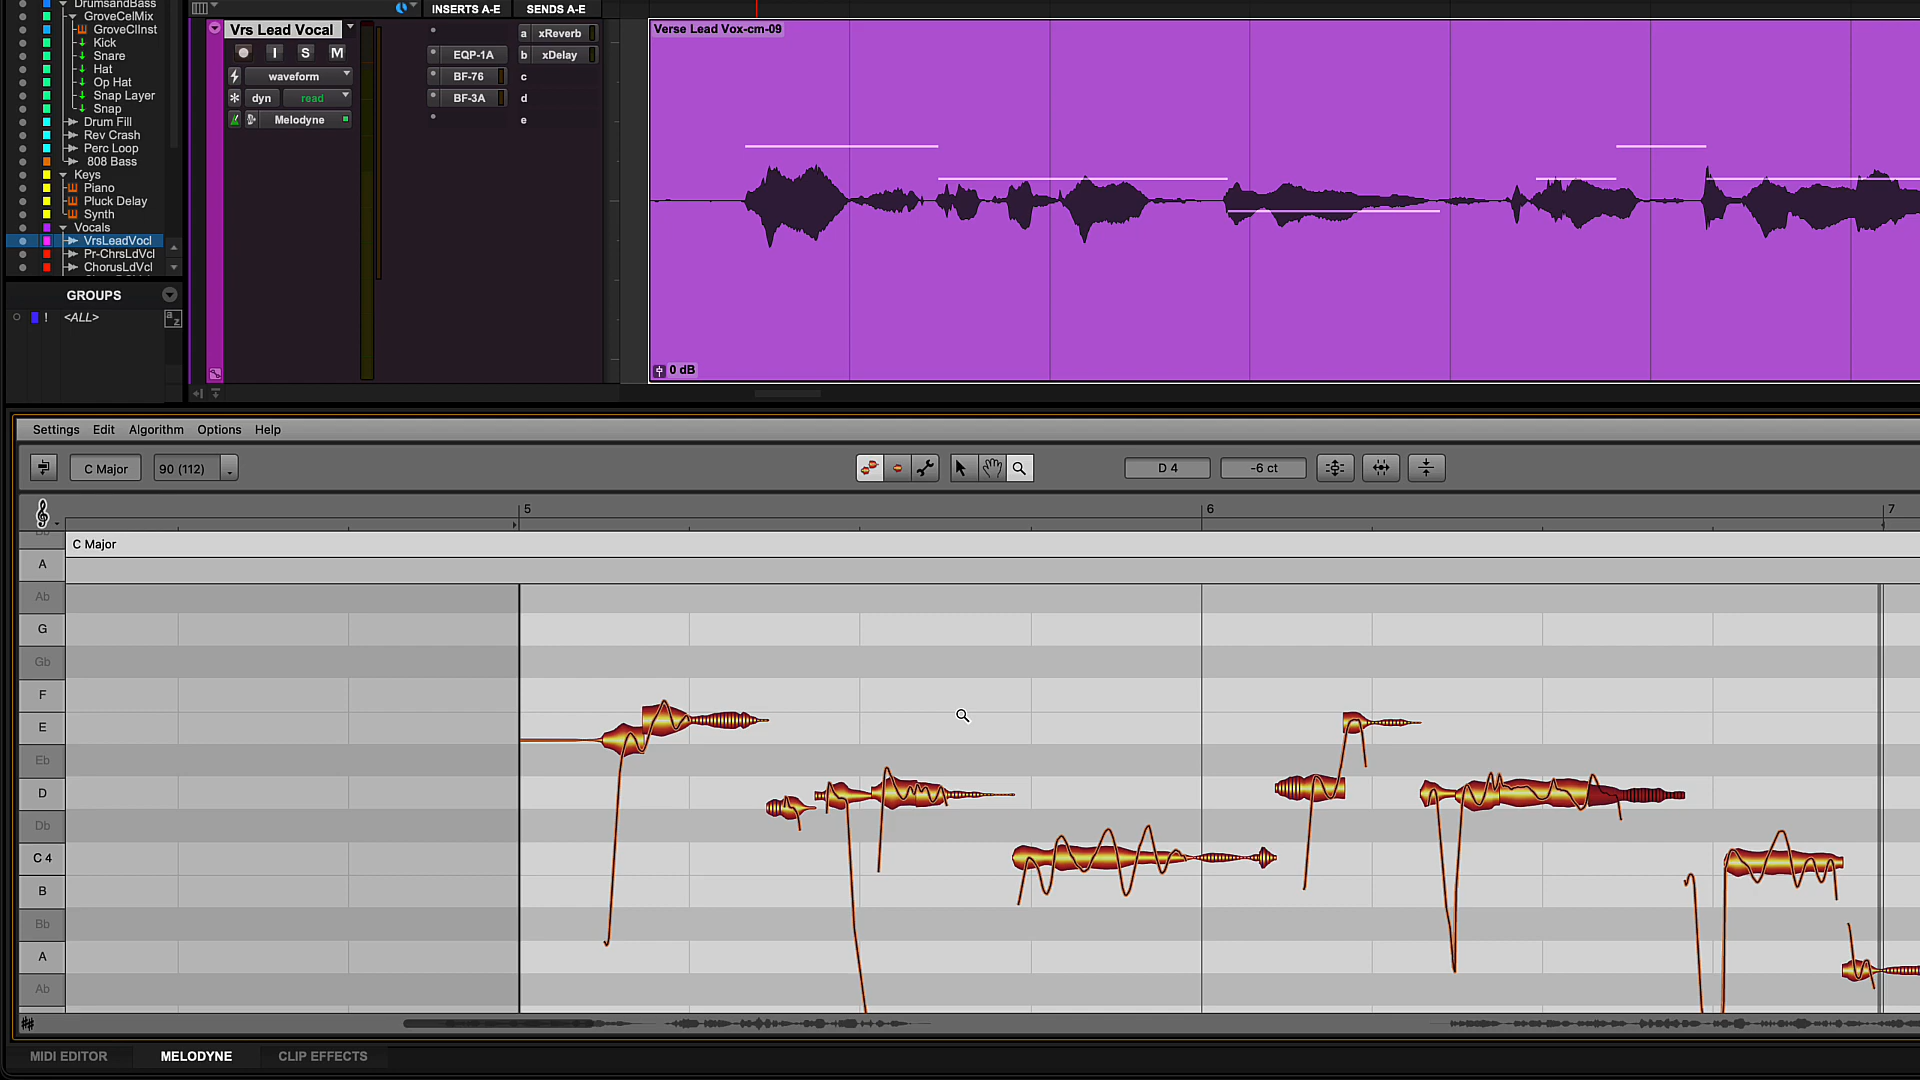 DrumsandBass
GroveCelMix
GroveClInst
Kick
Snare
Hat
Op Hat
Snap Layer
Snap
Drum Fill
Rev Crash
Perc Loop
808 Bass
Keys
Piano
Pluck Delay
Synth
Vocals
VrsLeadVocl
Pr-ChrsLdVcl
ChorusLdVcl
GROUPS
! <ALL>
a z
INSERTS A-E
SENDS A-E
Vrs Lead Vocal
I S M
waveform
dyn read
Melodyne
EQP-1A
BF-76
BF-3A
a xReverb
b xDelay
c
d
e
Verse Lead Vox-cm-09
0 dB
Settings Edit Algorithm Options Help
C Major 90 (112) D 4 -6 ct
5 6 7
C Major
A
Ab
G
Gb
F
E
Eb
D
Db
C 4
B
Bb
A
Ab
MIDI EDITOR MELODYNE CLIP EFFECTS